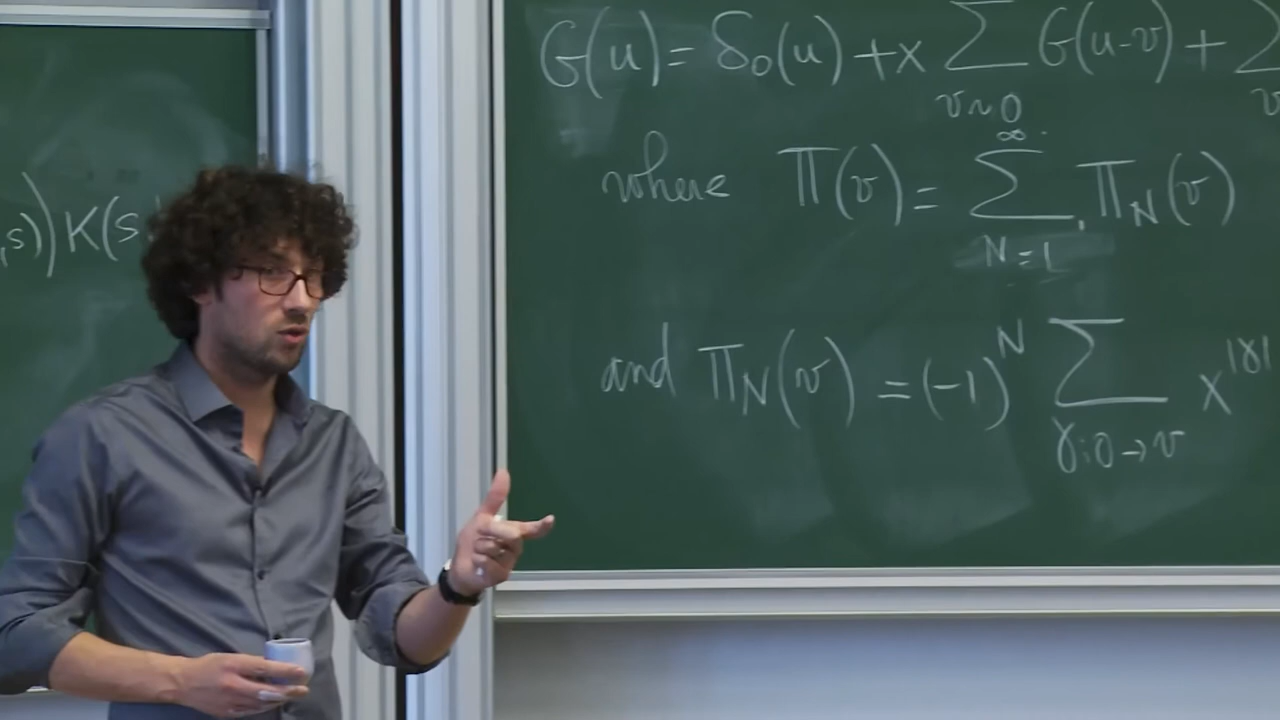 ,s))K(s
G(u) = δ₀(u) + x ∑ G(u-v) + ∑
v~0 v
where Π(v) = ∑_{N=1}^{∞} Π_N(v)
and Π_N(v) = (-1)^N ∑_{γ:0→v} x^{|γ|}